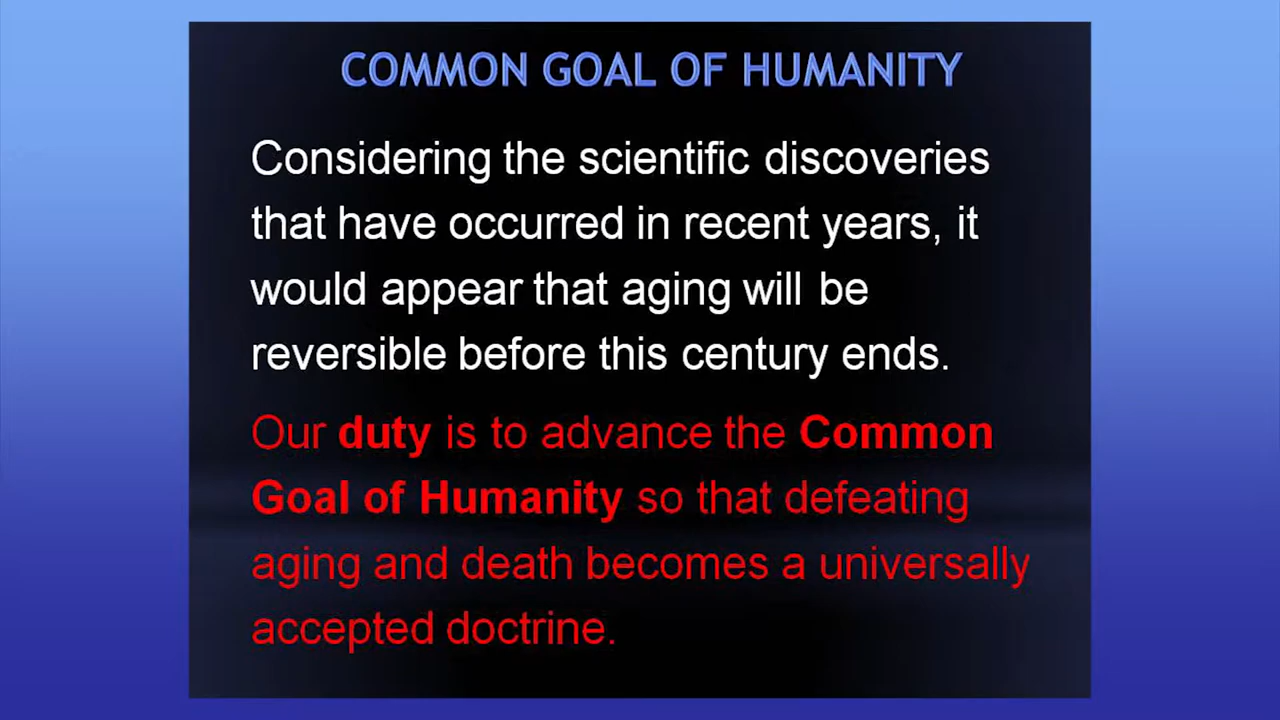 COMMON GOAL OF HUMANITY
Considering the scientific discoveries
that have occurred in recent years, it
would appear that aging will be
reversible before this century ends.
Our duty is to advance the Common
Goal of Humanity so that defeating
aging and death becomes a universally
accepted doctrine.